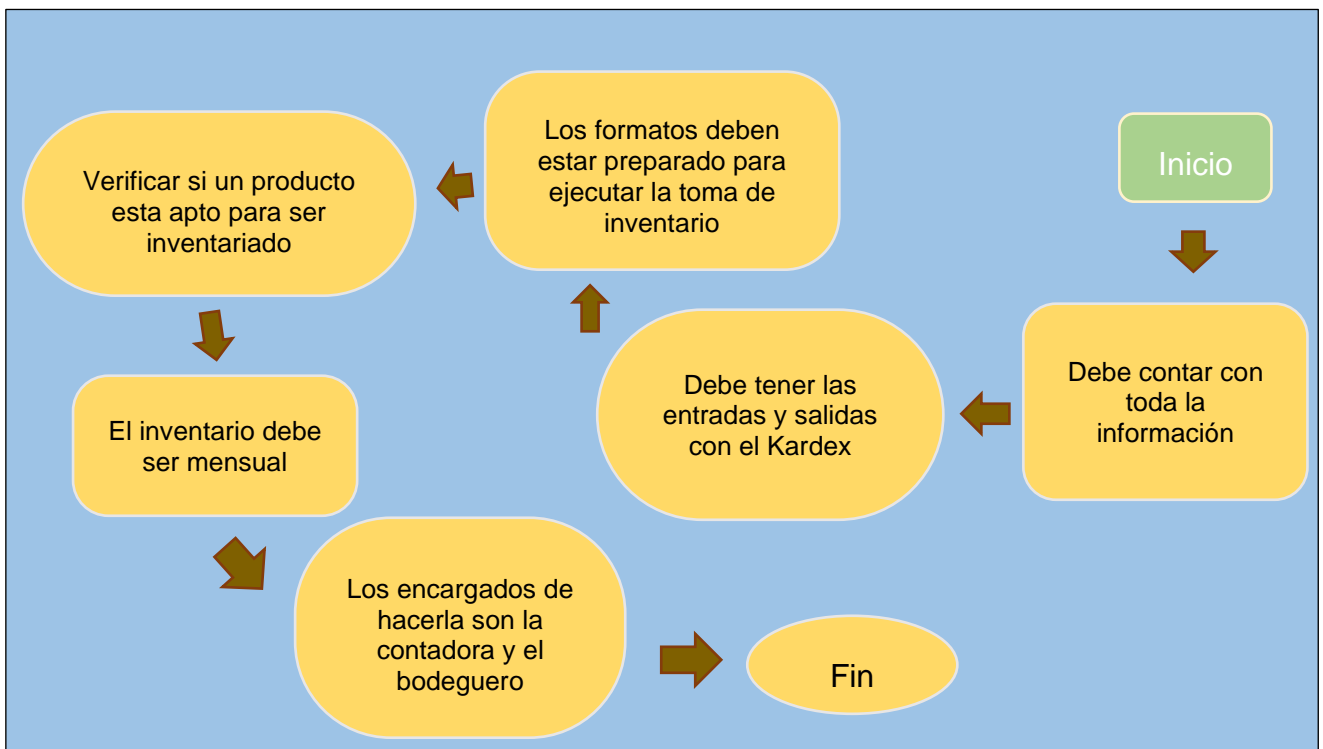 Inicio
Debe contar con
toda la
información
Debe tener las
entradas y salidas
con el Kardex
Los formatos deben
estar preparado para
ejecutar la toma de
inventario
Verificar si un producto
esta apto para ser
inventariado
El inventario debe
ser mensual
Los encargados de
hacerla son la
contadora y el
bodeguero
Fin